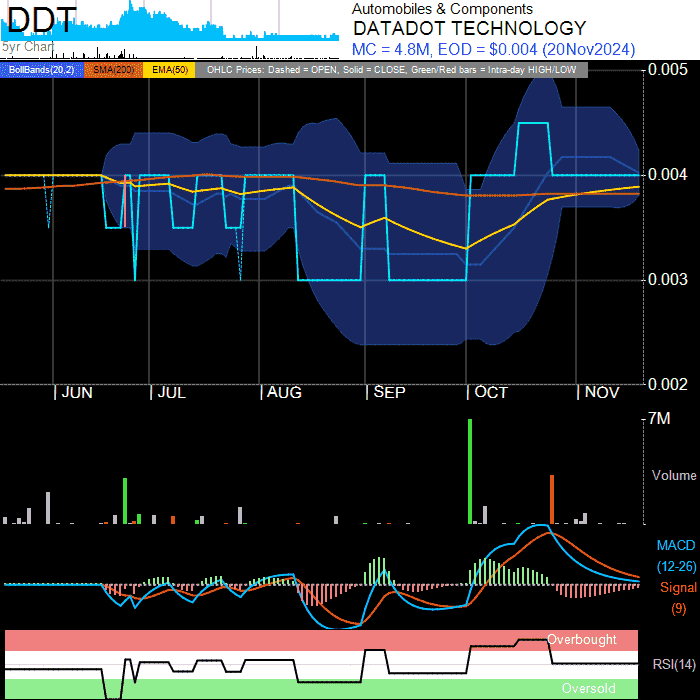 DDT
5yr Chart
Automobiles & Components
DATADOT TECHNOLOGY
MC = 4.8M, EOD = $0.004 (20Nov2024)
BollBands(20,2) SMA(200) EMA(50) OHLC Prices: Dashed = OPEN, Solid = CLOSE, Green/Red bars = Intra-day HIGH/LOW
0.005
0.004
0.003
0.002
JUN JUL AUG SEP OCT NOV
7M
Volume
MACD
(12-26)
Signal
(9)
Overbought
RSI(14)
Oversold